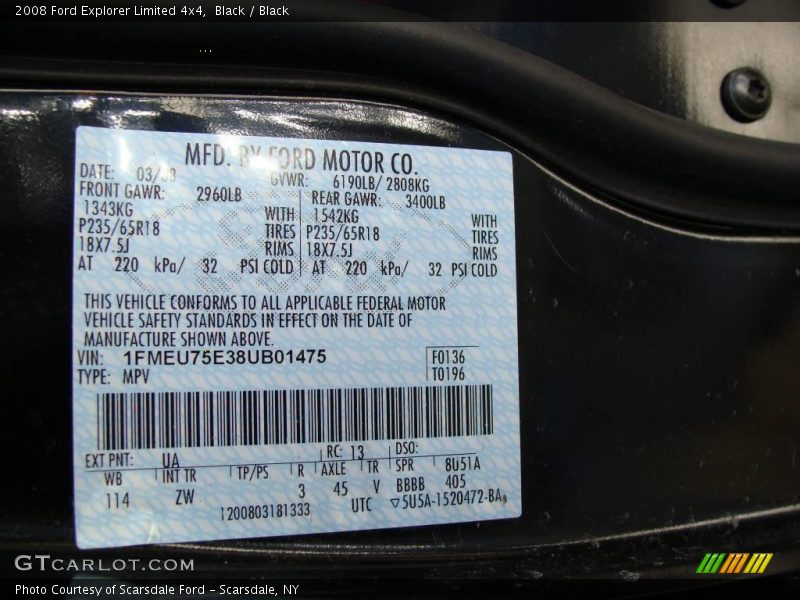 2008 Ford Explorer Limited 4x4,  Black / Black
MFD. BY FORD MOTOR CO.
DATE: 03/08 GVWR: 6190LB/ 2808KG
FRONT GAWR: 2960LB REAR GAWR: 3400LB
1343KG WITH 1542KG WITH
P235/65R18 TIRES P235/65R18 TIRES
18X7.5J RIMS 18X7.5J RIMS
AT 220 kPa/ 32 PSI COLD AT 220 kPa/ 32 PSI COLD
THIS VEHICLE CONFORMS TO ALL APPLICABLE FEDERAL MOTOR
VEHICLE SAFETY STANDARDS IN EFFECT ON THE DATE OF
MANUFACTURE SHOWN ABOVE.
VIN: 1FMEU75E38UB01475 F0136
TYPE: MPV T0196
EXT PNT: UA RC: 13 DSO:
WB INT TR TP/PS R AXLE TR SPR 8U51A
114 ZW 3 45 V BBBB 405
1200803181333 UTC ▽5U5A-1520472-BA
GTCARLOT.COM
Photo Courtesy of Scarsdale Ford – Scarsdale, NY